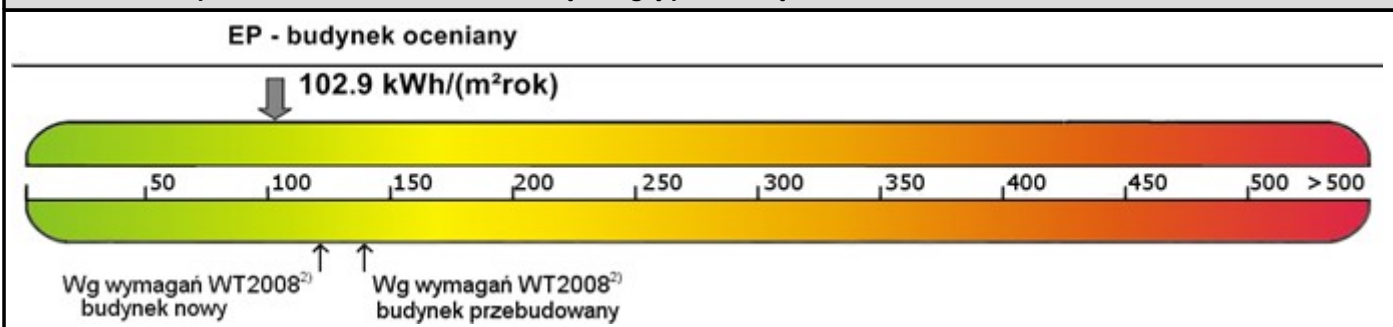 EP - budynek oceniany
102.9 kWh/(m²rok)
50 100 150 200 250 300 350 400 450 500 > 500
Wg wymagań WT2008²⁾
budynek nowy
Wg wymagań WT2008²⁾
budynek przebudowany